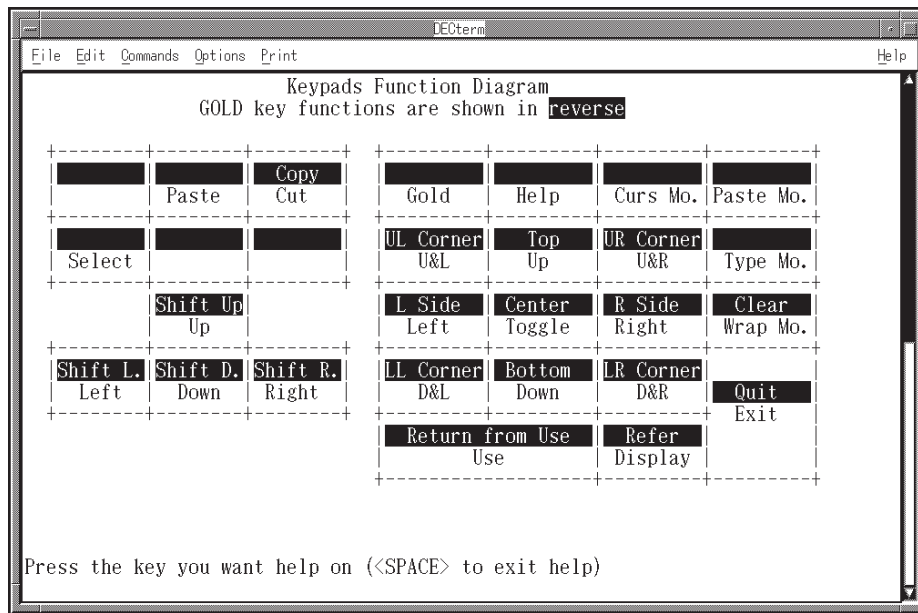 DECterm
File Edit Commands Options Print Help
Keypads Function Diagram
GOLD key functions are shown in reverse
Copy
Paste Cut Gold Help Curs Mo. Paste Mo.
UL Corner Top UR Corner
Select U&L Up U&R Type Mo.
Shift Up L Side Center R Side Clear
Up Left Toggle Right Wrap Mo.
Shift L. Shift D. Shift R. LL Corner Bottom LR Corner
Left Down Right D&L Down D&R Quit
Exit
Return from Use Refer
Use Display
Press the key you want help on (<SPACE> to exit help)